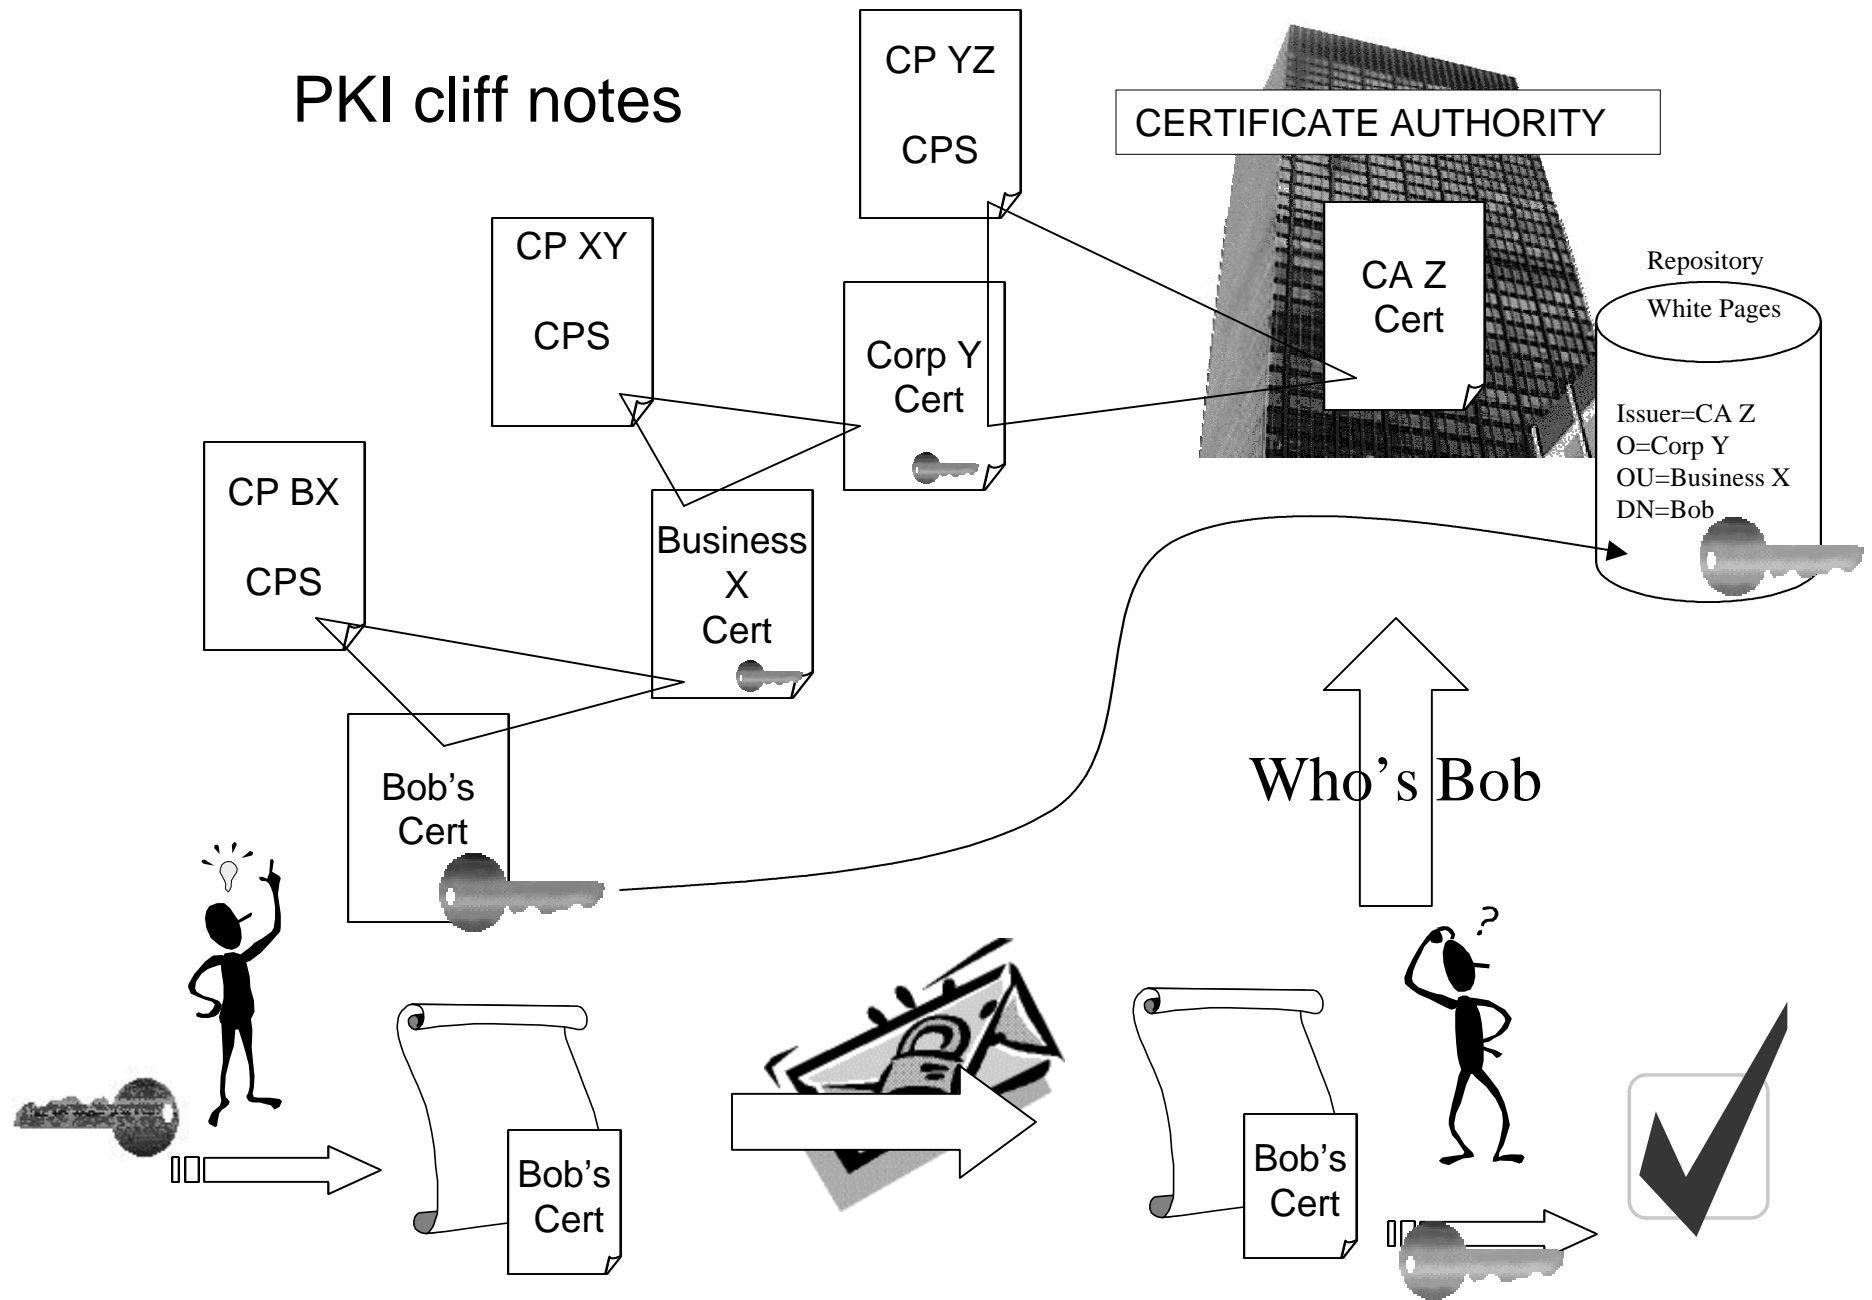 PKI cliff notes
CP YZ
CPS
CERTIFICATE AUTHORITY
CP XY
CPS
Corp Y
Cert
CA Z
Cert
Repository
White Pages
Issuer=CA Z
O=Corp Y
OU=Business X
DN=Bob
CP BX
CPS
Business
X
Cert
Bob’s
Cert
Who’s Bob
?
Bob’s
Cert
Bob’s
Cert